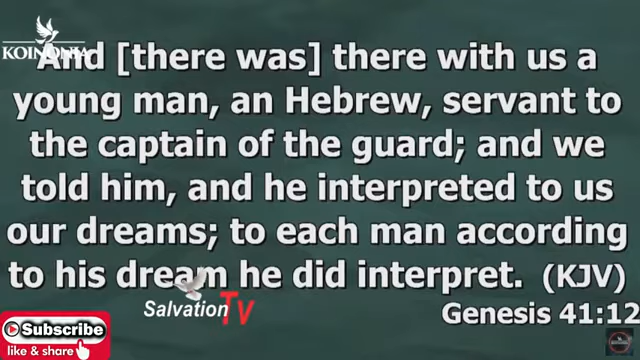 KOINONIA
And [there was] there with us a
young man, an Hebrew, servant to
the captain of the guard; and we
told him, and he interpreted to us
our dreams; to each man according
to his dream he did interpret. (KJV)
Genesis 41:12
Salvation TV
Subscribe
like & share